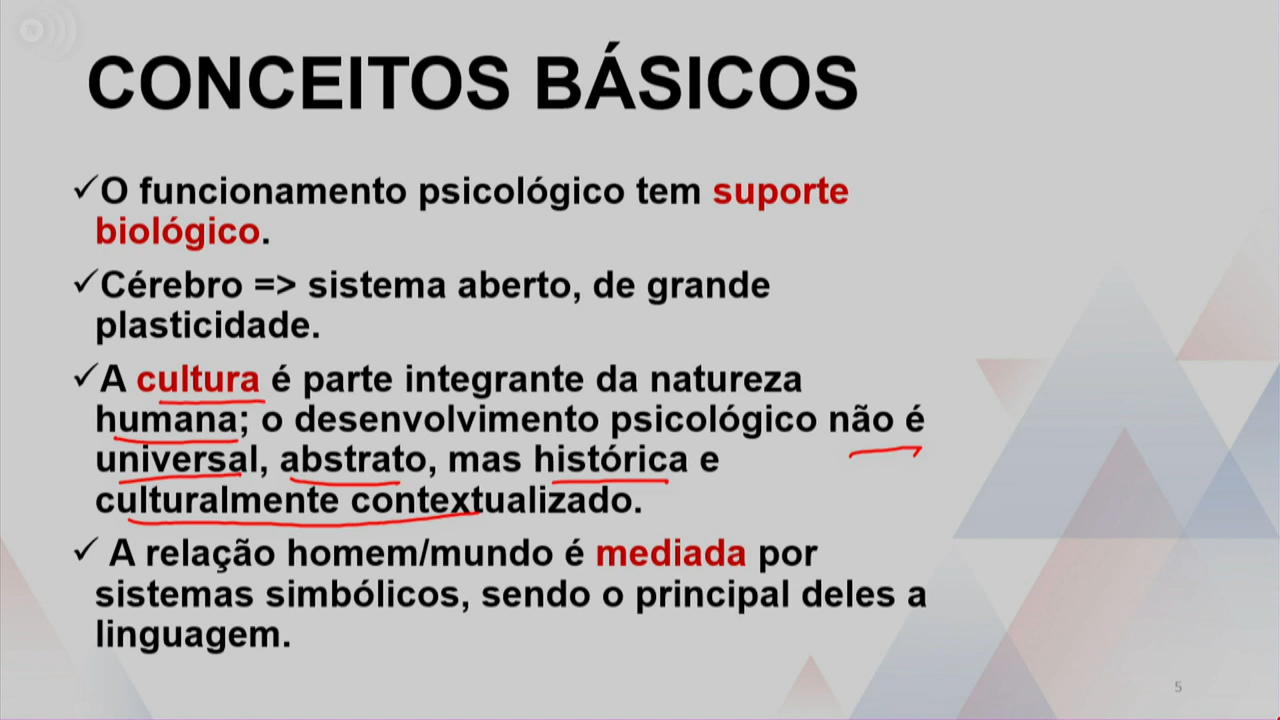 CONCEITOS BÁSICOS
✓O funcionamento psicológico tem suporte
biológico.
✓Cérebro => sistema aberto, de grande
plasticidade.
✓A cultura é parte integrante da natureza
humana; o desenvolvimento psicológico não é
universal, abstrato, mas histórica e
culturalmente contextualizado.
✓ A relação homem/mundo é mediada por
sistemas simbólicos, sendo o principal deles a
linguagem.
5